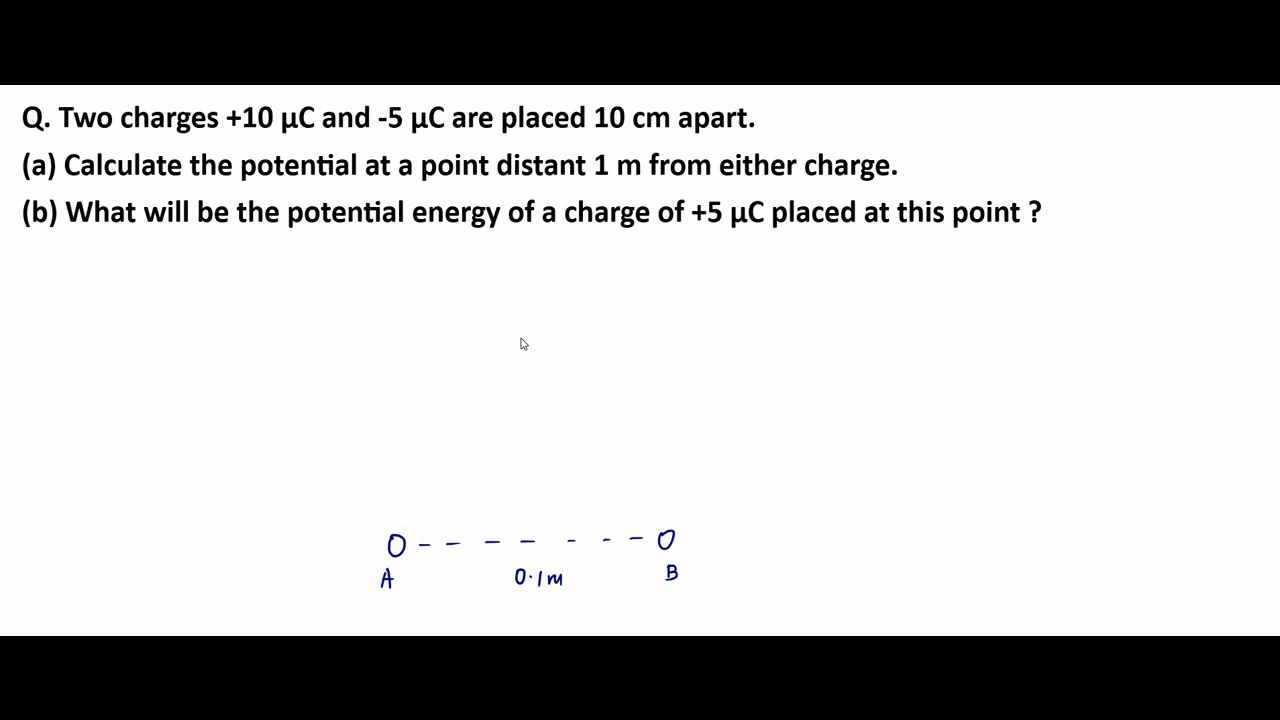 Q. Two charges +10 µC and -5 µC are placed 10 cm apart.
(a) Calculate the potential at a point distant 1 m from either charge.
(b) What will be the potential energy of a charge of +5 µC placed at this point ?
A 0.1m B